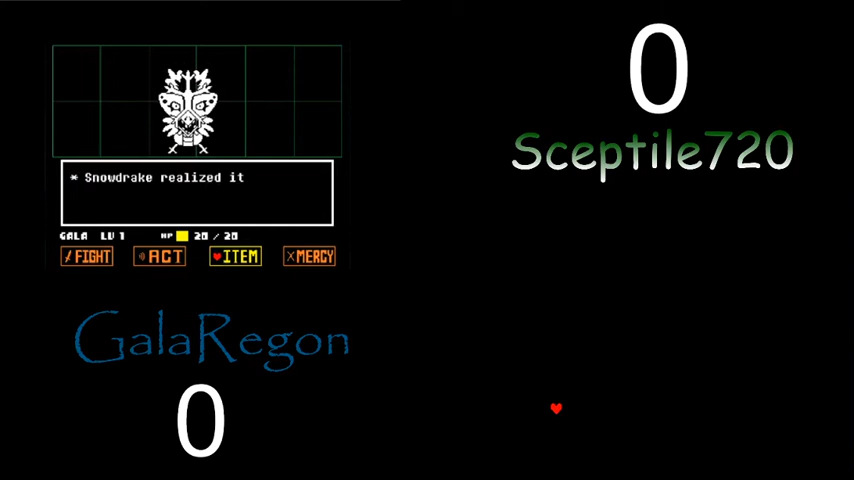 0
Sceptile720
* Snowdrake realized it
GALA LV 1 HP 20 / 20
FIGHT ACT ITEM MERCY
GalaRegon
0